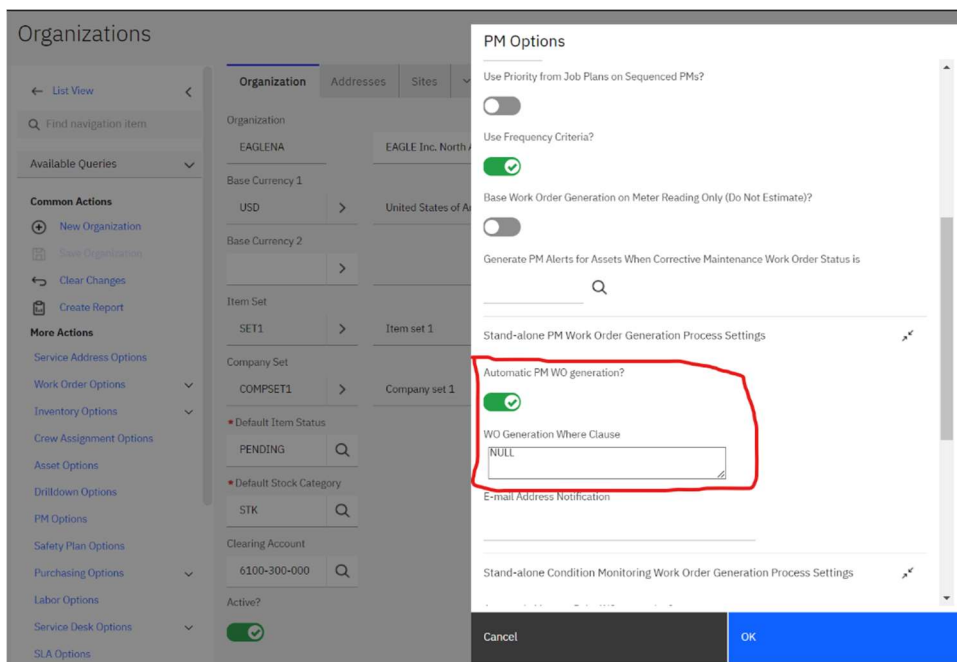 Organizations
← List View
Find navigation item
Available Queries
Common Actions
New Organization
Save Organization
Clear Changes
Create Report
More Actions
Service Address Options
Work Order Options
Inventory Options
Crew Assignment Options
Asset Options
Drilldown Options
PM Options
Safety Plan Options
Purchasing Options
Labor Options
Service Desk Options
SLA Options
Organization Addresses Sites
Organization
EAGLENA EAGLE Inc. North
Base Currency 1
USD United States of
Base Currency 2
Item Set
SET1 Item set 1
Company Set
COMPSET1 Company set 1
* Default Item Status
PENDING
* Default Stock Category
STK
Clearing Account
6100-300-000
Active?
PM Options
Use Priority from Job Plans on Sequenced PMs?
Use Frequency Criteria?
Base Work Order Generation on Meter Reading Only (Do Not Estimate)?
Generate PM Alerts for Assets When Corrective Maintenance Work Order Status is
Stand-alone PM Work Order Generation Process Settings
Automatic PM WO generation?
WO Generation Where Clause
NULL
E-mail Address Notification
Stand-alone Condition Monitoring Work Order Generation Process Settings
Cancel
OK